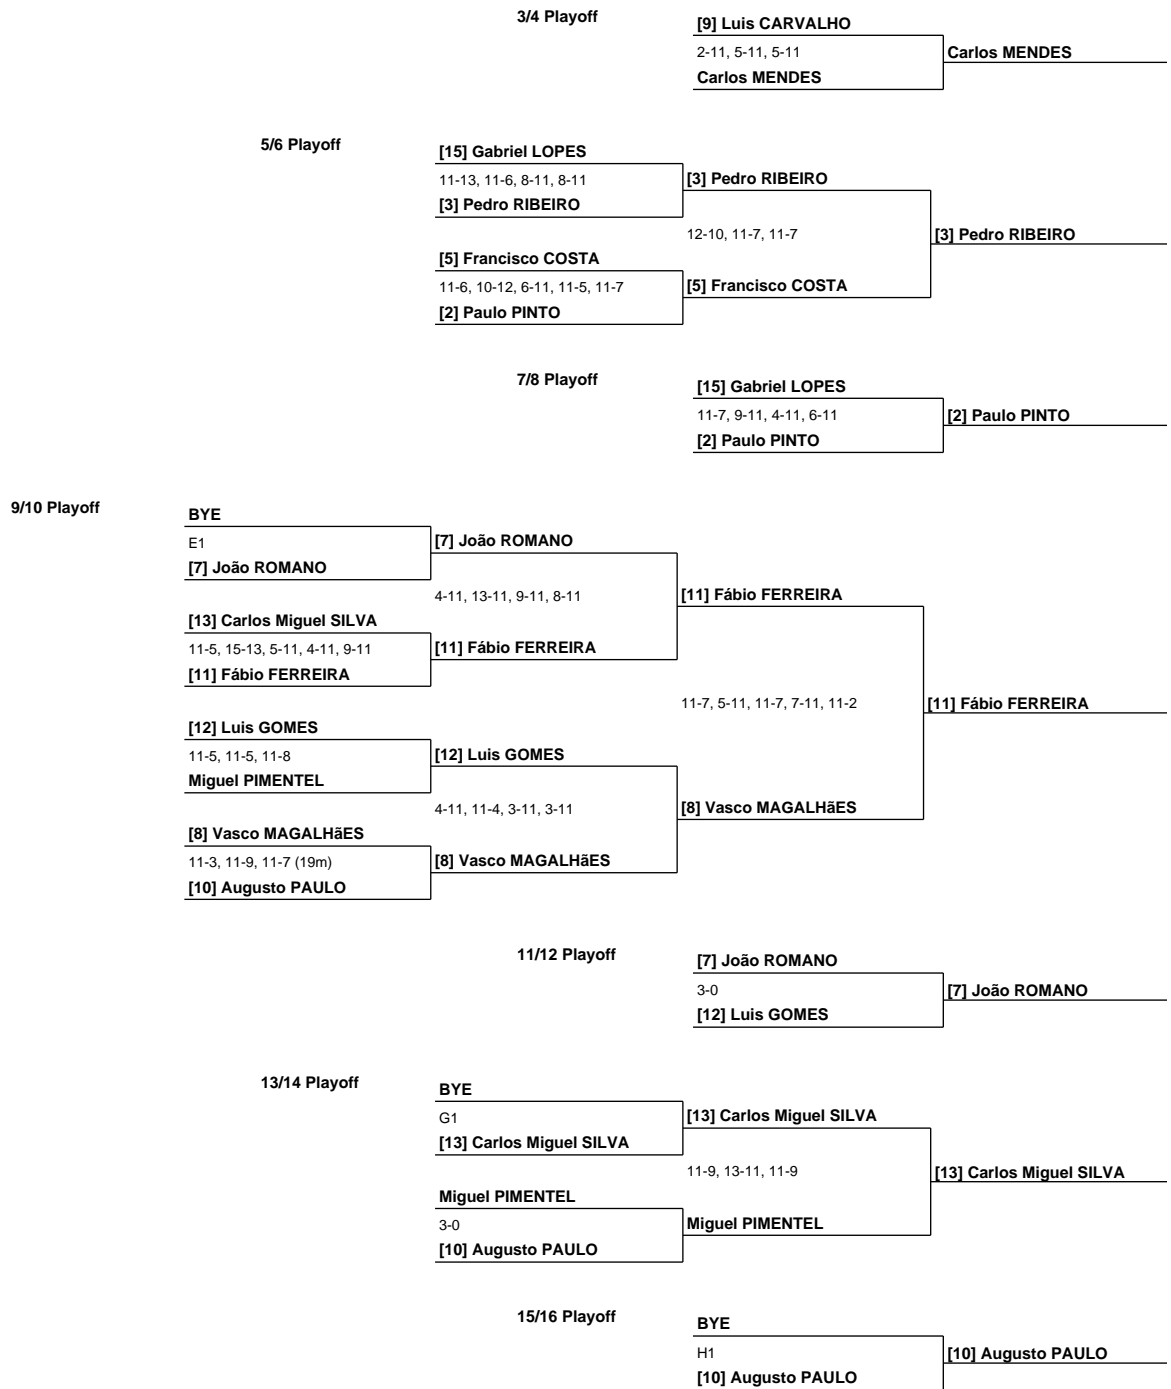 3/4 Playoff
[9] Luis CARVALHO
2-11, 5-11, 5-11
Carlos MENDES
Carlos MENDES
5/6 Playoff
[15] Gabriel LOPES
11-13, 11-6, 8-11, 8-11
[3] Pedro RIBEIRO
[3] Pedro RIBEIRO
12-10, 11-7, 11-7
[3] Pedro RIBEIRO
[5] Francisco COSTA
11-6, 10-12, 6-11, 11-5, 11-7
[5] Francisco COSTA
[2] Paulo PINTO
7/8 Playoff
[15] Gabriel LOPES
11-7, 9-11, 4-11, 6-11
[2] Paulo PINTO
[2] Paulo PINTO
9/10 Playoff
BYE
E1
[7] João ROMANO
[7] João ROMANO
4-11, 13-11, 9-11, 8-11
[11] Fábio FERREIRA
[13] Carlos Miguel SILVA
11-5, 15-13, 5-11, 4-11, 9-11
[11] Fábio FERREIRA
[11] Fábio FERREIRA
11-7, 5-11, 11-7, 7-11, 11-2
[11] Fábio FERREIRA
[12] Luis GOMES
11-5, 11-5, 11-8
[12] Luis GOMES
Miguel PIMENTEL
4-11, 11-4, 3-11, 3-11
[8] Vasco MAGALHãES
[8] Vasco MAGALHãES
11-3, 11-9, 11-7 (19m)
[8] Vasco MAGALHãES
[10] Augusto PAULO
11/12 Playoff
[7] João ROMANO
3-0
[7] João ROMANO
[12] Luis GOMES
13/14 Playoff
BYE
G1
[13] Carlos Miguel SILVA
[13] Carlos Miguel SILVA
11-9, 13-11, 11-9
[13] Carlos Miguel SILVA
Miguel PIMENTEL
3-0
Miguel PIMENTEL
[10] Augusto PAULO
15/16 Playoff
BYE
H1
[10] Augusto PAULO
[10] Augusto PAULO